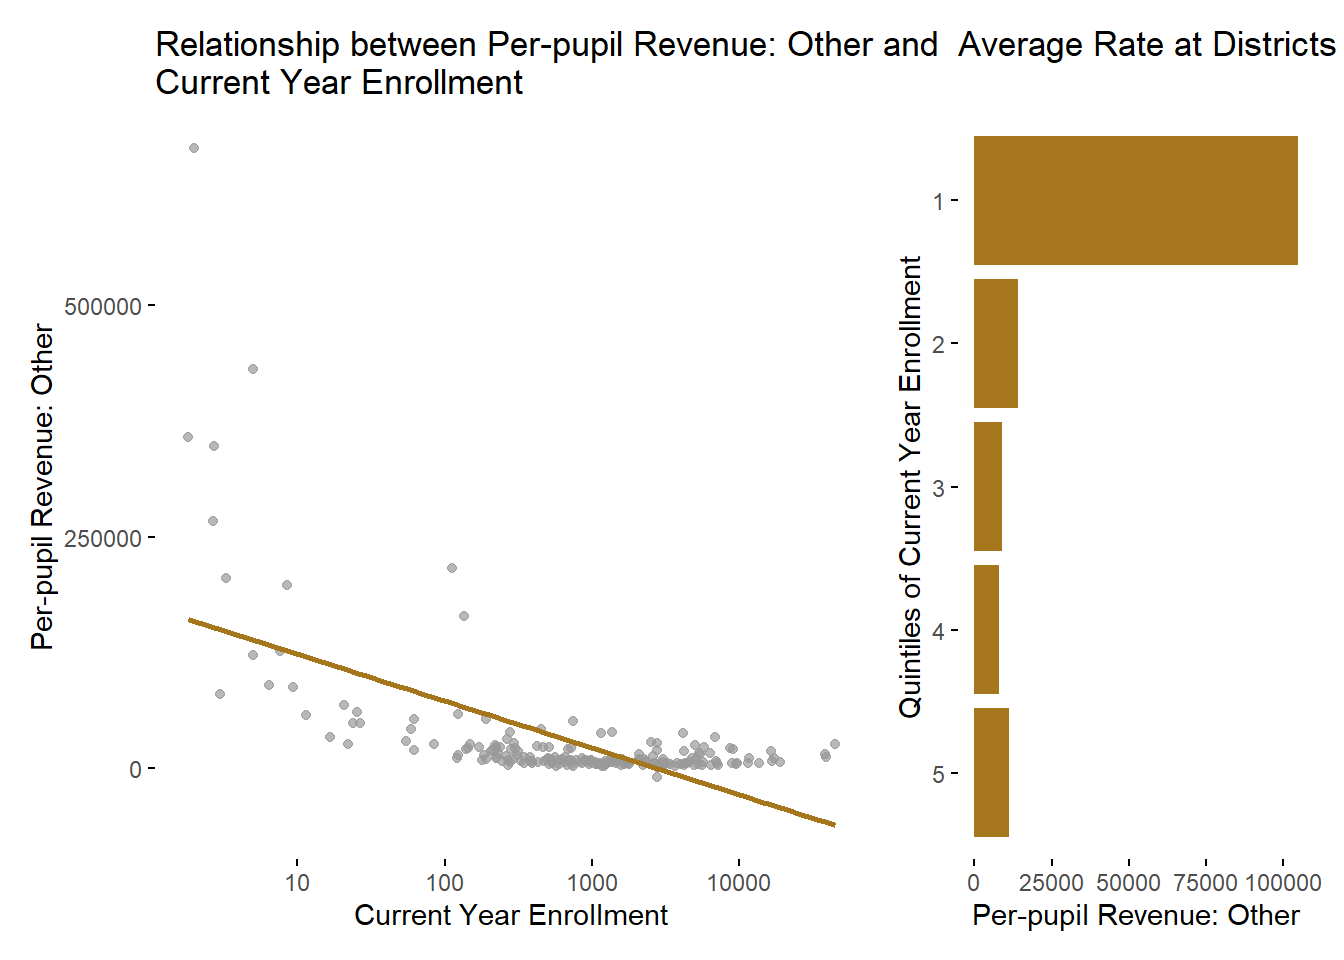 Relationship between Per-pupil Revenue: Other and
Current Year Enrollment
Per-pupil Revenue: Other
500000
250000
0
10
100
1000
10000
Current Year Enrollment
Average Rate at Districts
Quintiles of Current Year Enrollment
1
2
3
4
5
0
25000
50000
75000
100000
Per-pupil Revenue: Other